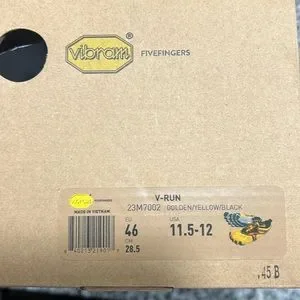 vibram®
FIVEFINGERS
V-RUN
23M7002 GOLDEN/YELLOW/BLACK
vibram FIVEFINGERS
MADE IN VIETNAM
EU
46
CM
28.5
USA
11.5-12
45 B